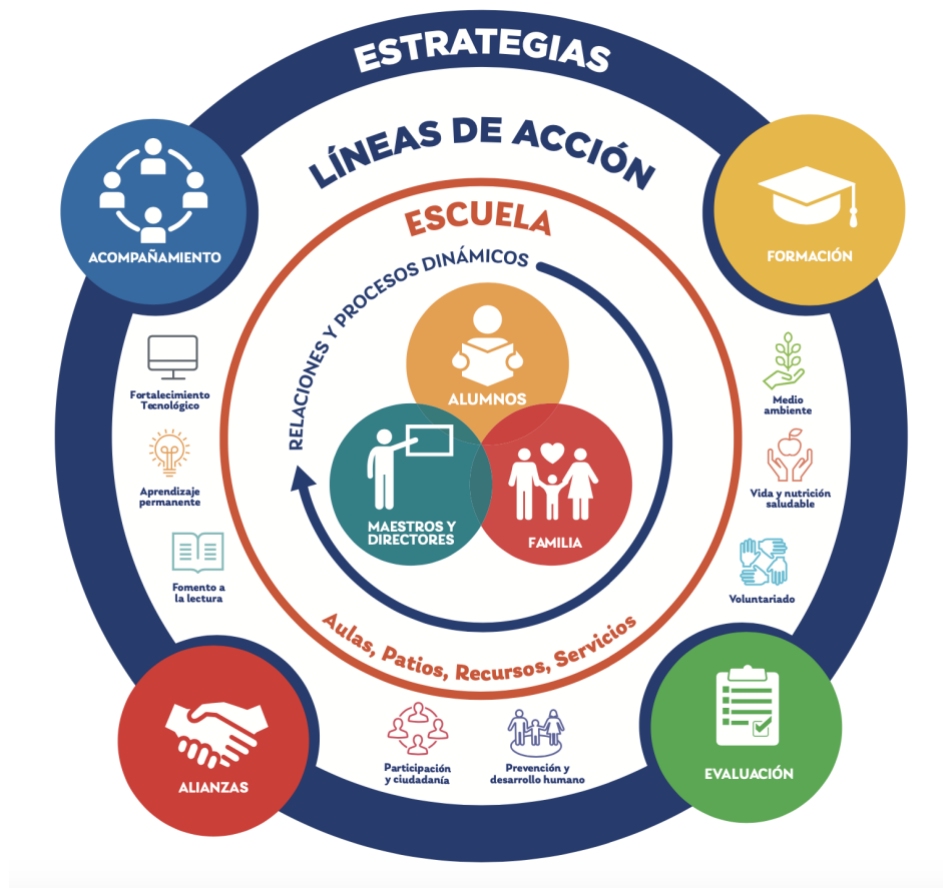 ESTRATEGIAS
LÍNEAS DE ACCIÓN
ESCUELA
RELACIONES Y PROCESOS DINÁMICOS
ACOMPAÑAMIENTO
FORMACIÓN
ALUMNOS
MAESTROS Y
DIRECTORES
FAMILIA
Fortalecimiento
Tecnológico
Aprendizaje
permanente
Fomento a
la lectura
Medio
ambiente
Vida y nutrición
saludable
Voluntariado
Aulas, Patios, Recursos, Servicios
Participación
y ciudadanía
Prevención y
desarrollo humano
ALIANZAS
EVALUACIÓN